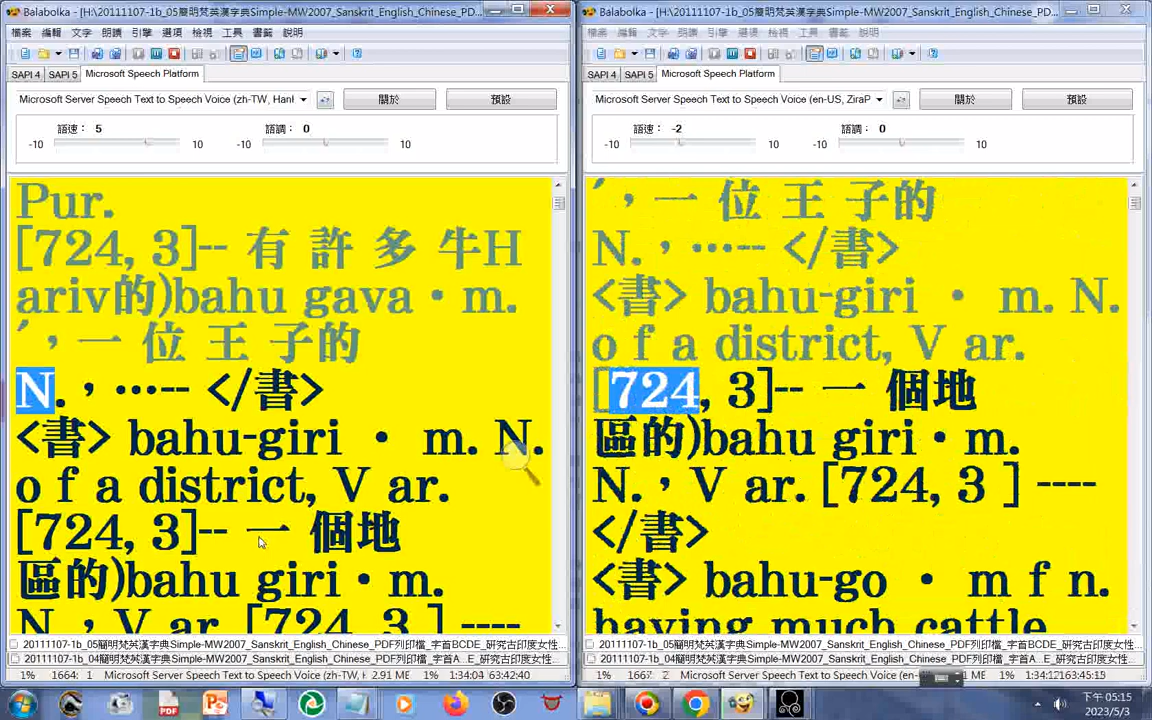 Balabolka - [H:\20111107-1b_05簡明梵英漢字典Simple-MW2007_Sanskrit_English_Chinese_PD...
檔案 編輯 文字 朗讀 引擎 選項 檢視 工具 書籤 說明
SAPI 4 SAPI 5 Microsoft Speech Platform
Microsoft Server Speech Text to Speech Voice (zh-TW, Hanl
關於 預設
語速： 5 語調： 0
-10 10 -10 10
Pur.
[724, 3]-- 有 許 多 牛H
ariv的)bahu gava・m.
´，一 位 王 子的
N.，…-- </書>
<書> bahu-giri ・ m. N.
o f a district, V ar.
[724, 3]-- 一 個地
區的)bahu giri・m.
N.，V ar. [724, 3 ] ----
20111107-1b_05簡明梵英漢字典Simple-MW2007_Sanskrit_English_Chinese_PDF列印檔_字首BCDE_研究古印度女性...
20111107-1b_04簡明梵英漢字典Simple-MW2007_Sanskrit_English_Chinese_PDF列印檔_字首A...E_研究古印度女性...
1% 1664: 1 Microsoft Server Speech Text to Speech Voice (zh-TW, 2.91 MB 1% 1:34:04 63:42:40
Balabolka - [H:\20111107-1b_05簡明梵英漢字典Simple-MW2007_Sanskrit_English_Chinese_PD...
檔案 編輯 文字 朗讀 引擎 選項 檢視 工具 書籤 說明
SAPI 4 SAPI 5 Microsoft Speech Platform
Microsoft Server Speech Text to Speech Voice (en-US, ZiraP
關於 預設
語速： -2 語調： 0
-10 10 -10 10
´，一 位 王 子的
N.，…-- </書>
<書> bahu-giri ・ m. N.
o f a district, V ar.
[724, 3]-- 一 個地
區的)bahu giri・m.
N.，V ar. [724, 3 ] ----
</書>
<書> bahu-go ・ m f n.
having much cattle
20111107-1b_05簡明梵英漢字典Simple-MW2007_Sanskrit_English_Chinese_PDF列印檔_字首BCDE_研究古印度女性...
20111107-1b_04簡明梵英漢字典Simple-MW2007_Sanskrit_English_Chinese_PDF列印檔_字首A...E_研究古印度女性...
1% Microsoft Server Speech Text to Speech Voice (en-US 1%
下午 05:15
2023/5/3